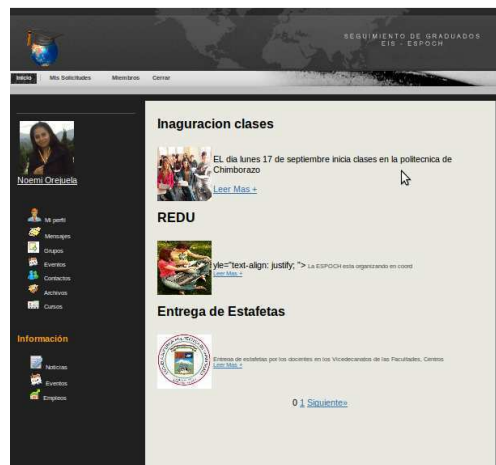 SEGUIMIENTO DE GRADUADOS
EIS - ESPOCH
Inicio Mis Solicitudes Miembros Cerrar
Noemi Orejuela
Mi perfil
Mensajes
Grupos
Eventos
Contactos
Archivos
Cursos
Información
Noticias
Eventos
Empleos
Inaguracion clases
EL dia lunes 17 de septiembre inicia clases en la politecnica de
Chimborazo
Leer Mas +
REDU
yle="text-align: justify; "> La ESPOCH esta organizando en coord
Leer Mas +
Entrega de Estafetas
Entrega de estafetas por los docentes en los Vicedecanatos de las Facultades, Centros
Leer Mas +
0 1 Siguiente»